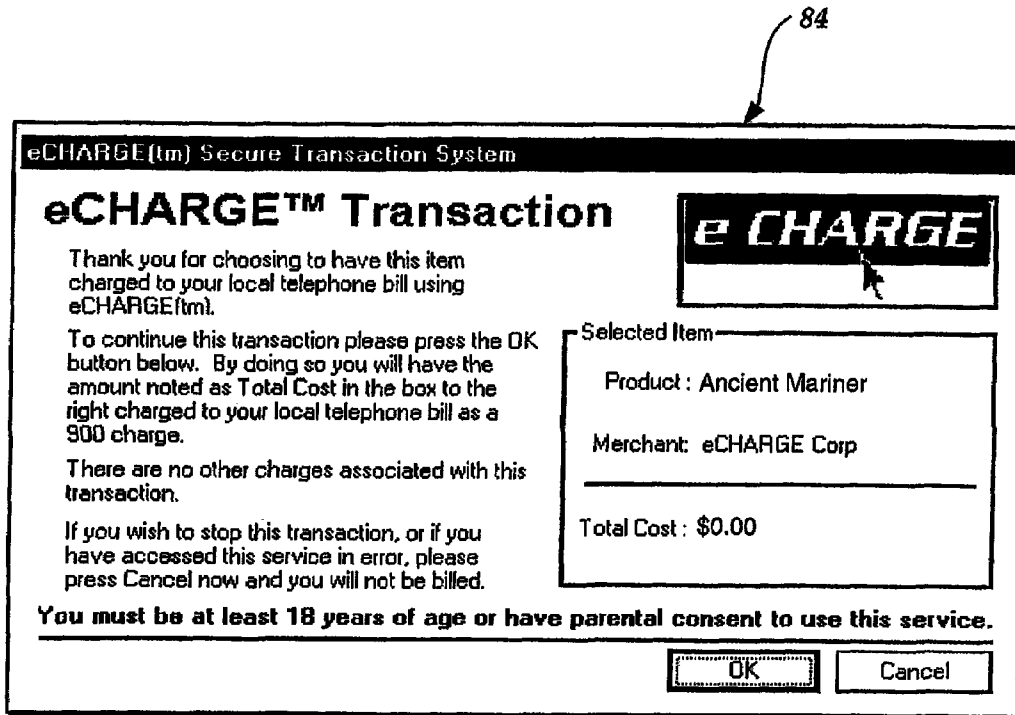 84
eCHARGE(tm) Secure Transaction System
eCHARGE™ Transaction
e CHARGE
Thank you for choosing to have this item
charged to your local telephone bill using
eCHARGE(tm).
To continue this transaction please press the OK
button below. By doing so you will have the
amount noted as Total Cost in the box to the
right charged to your local telephone bill as a
900 charge.
There are no other charges associated with this
transaction.
If you wish to stop this transaction, or if you
have accessed this service in error, please
press Cancel now and you will not be billed.
Selected Item
Product : Ancient Mariner
Merchant: eCHARGE Corp
Total Cost : $0.00
You must be at least 18 years of age or have parental consent to use this service.
OK
Cancel